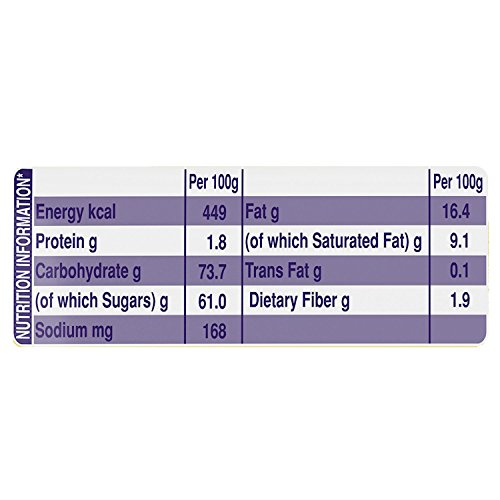 NUTRITION INFORMATION*
Per 100g Per 100g
Energy kcal 449 Fat g 16.4
Protein g 1.8 (of which Saturated Fat) g 9.1
Carbohydrate g 73.7 Trans Fat g 0.1
(of which Sugars) g 61.0 Dietary Fiber g 1.9
Sodium mg 168